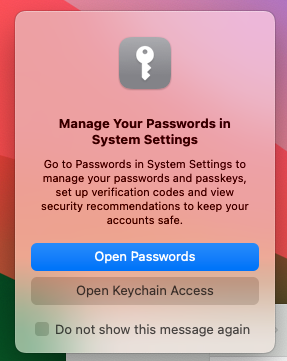 Manage Your Passwords in
System Settings
Go to Passwords in System Settings to
manage your passwords and passkeys,
set up verification codes and view
security recommendations to keep your
accounts safe.
Open Passwords
Open Keychain Access
Do not show this message again